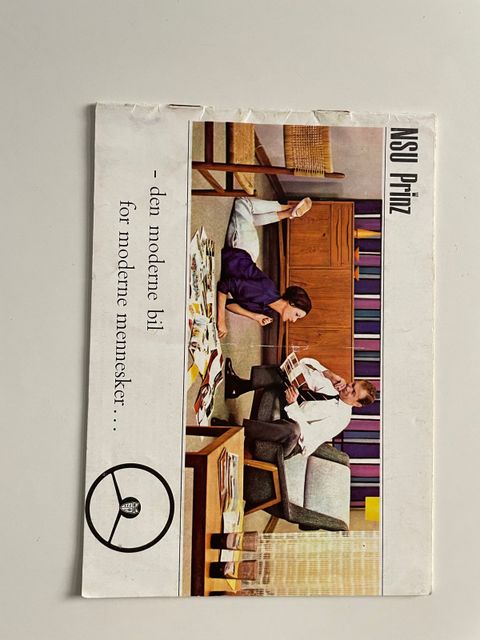 NSU Prinz
- den moderne bil
for moderne mennesker...